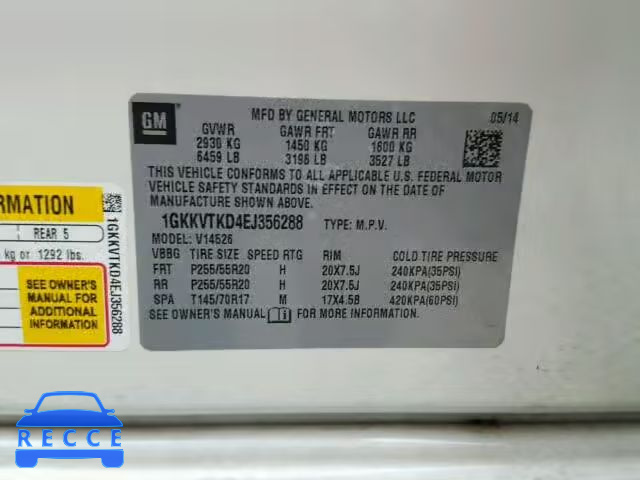 GM
MFD BY GENERAL MOTORS LLC 05/14
GVWR GAWR FRT GAWR RR
2930 KG 1450 KG 1600 KG
6459 LB 3196 LB 3527 LB
THIS VEHICLE CONFORMS TO ALL APPLICABLE U.S. FEDERAL MOTOR
VEHICLE SAFETY STANDARDS IN EFFECT ON THE DATE OF
MANUFACTURE SHOWN ABOVE.
1GKKVTKD4EJ356288 TYPE: M.P.V.
MODEL: V14526
VBBG TIRE SIZE SPEED RTG RIM COLD TIRE PRESSURE
FRT P255/55R20 H 20X7.5J 240KPA(35PSI)
RR P255/55R20 H 20X7.5J 240KPA(35PSI)
SPA T145/70R17 M 17X4.5B 420KPA(60PSI)
SEE OWNER'S MANUAL FOR MORE INFORMATION.
RMATION
REAR 5
kg or 1292 lbs.
SEE OWNER'S
MANUAL FOR
ADDITIONAL
INFORMATION
1GKKVTKD4EJ356288
RECCE